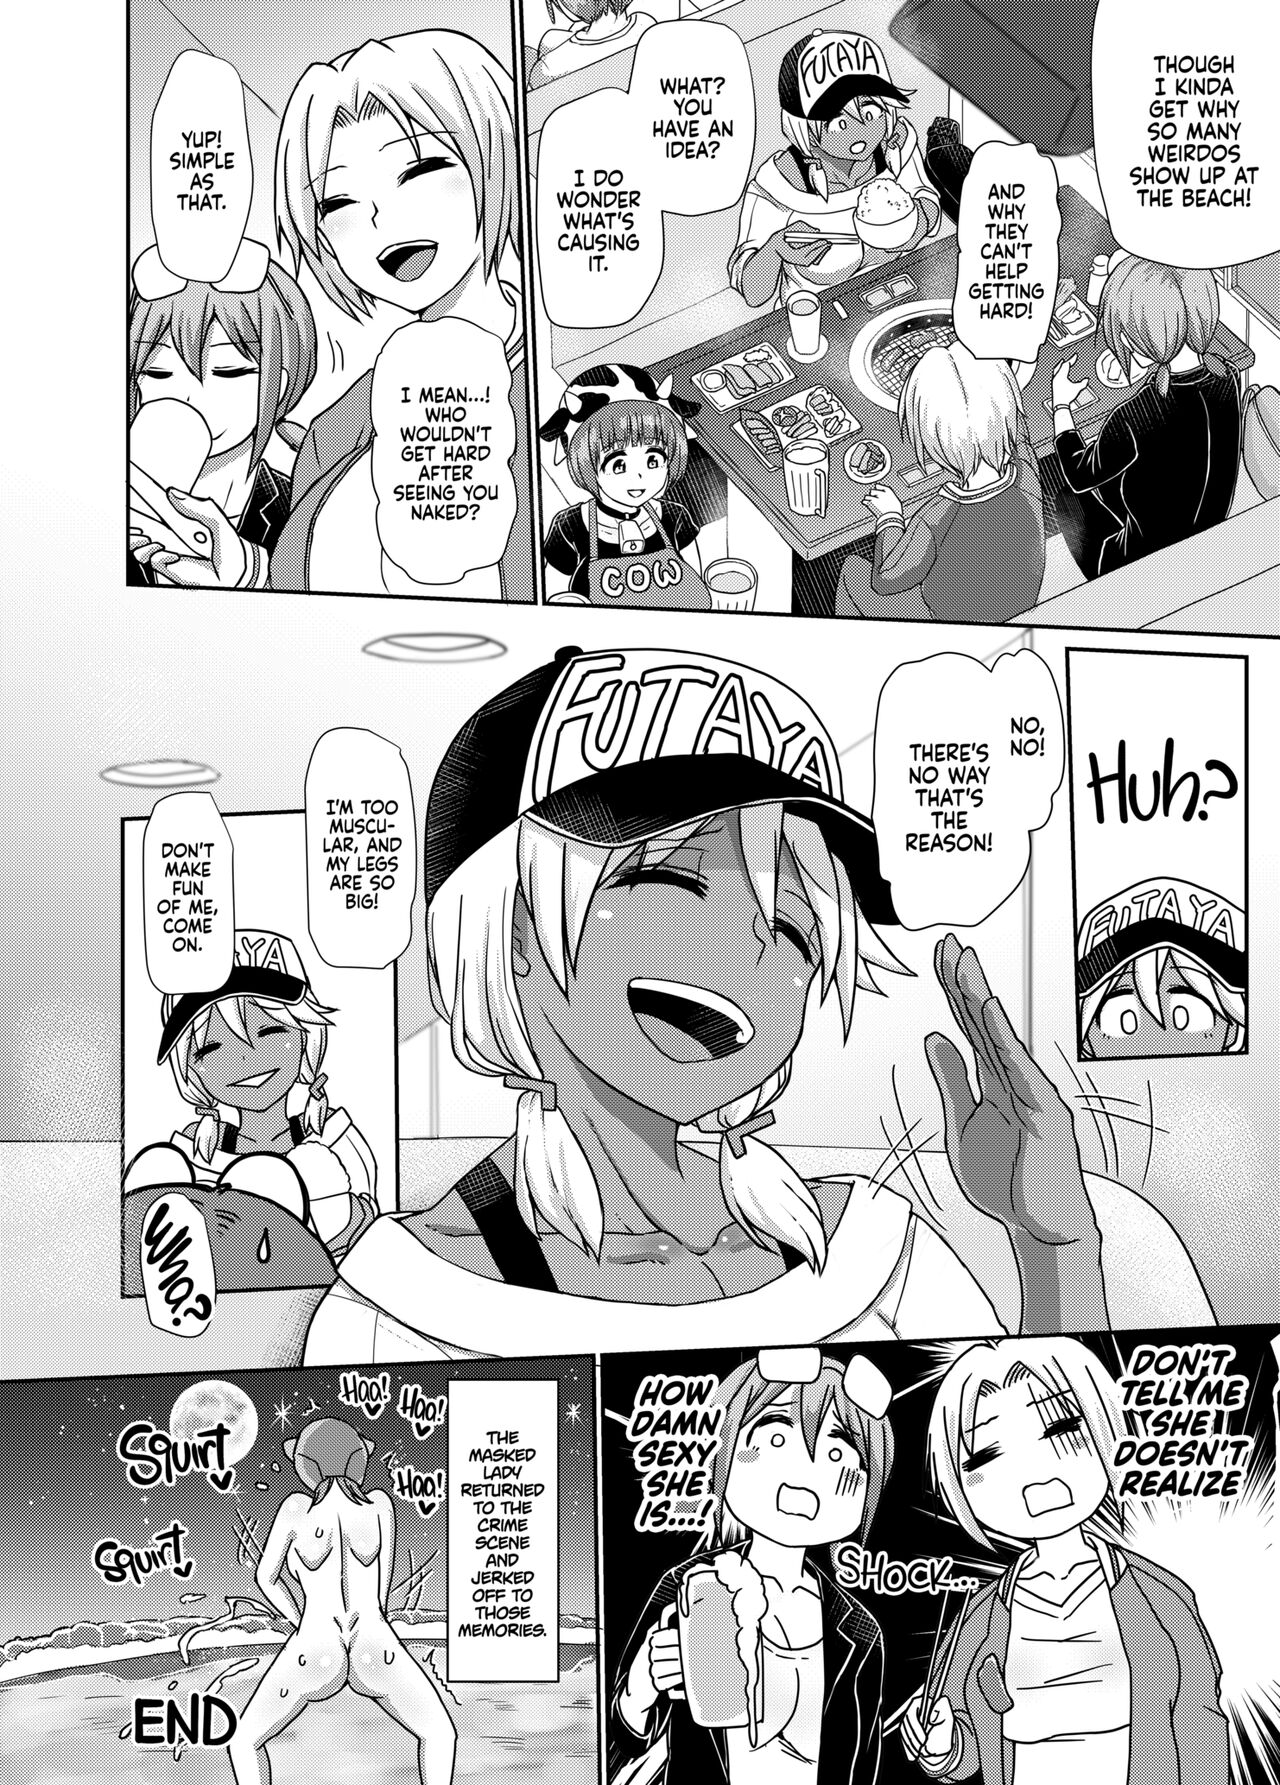 THOUGH
I KINDA
GET WHY
SO MANY
WEIRDOS
SHOW UP AT
THE BEACH!
AND
WHY
THEY
CAN'T
HELP
GETTING
HARD!
FUTAYA
WHAT?
YOU
HAVE AN
IDEA?
I DO
WONDER
WHAT'S
CAUSING
IT.
COW
YUP!
SIMPLE
AS
THAT.
I MEAN...!
WHO
WOULDN'T
GET HARD
AFTER
SEEING YOU
NAKED?
Huh?
FUTAYA
NO,
NO!
THERE'S
NO WAY
THAT'S
THE
REASON!
FUTAYA
I'M TOO
MUSCU-
LAR, AND
MY LEGS
ARE SO
BIG!
DON'T
MAKE
FUN
OF ME,
COME
ON.
TAYA
Wha?
DON'T
TELL ME
SHE
DOESN'T
REALIZE
HOW
DAMN
SEXY
SHE
IS...!
SHOCK...
THE
MASKED
LADY
RETURNED
TO THE
CRIME
SCENE
AND
JERKED
OFF TO
THOSE
MEMORIES.
Haa!
Haa!
Haa!
Squirt
Squirt
END